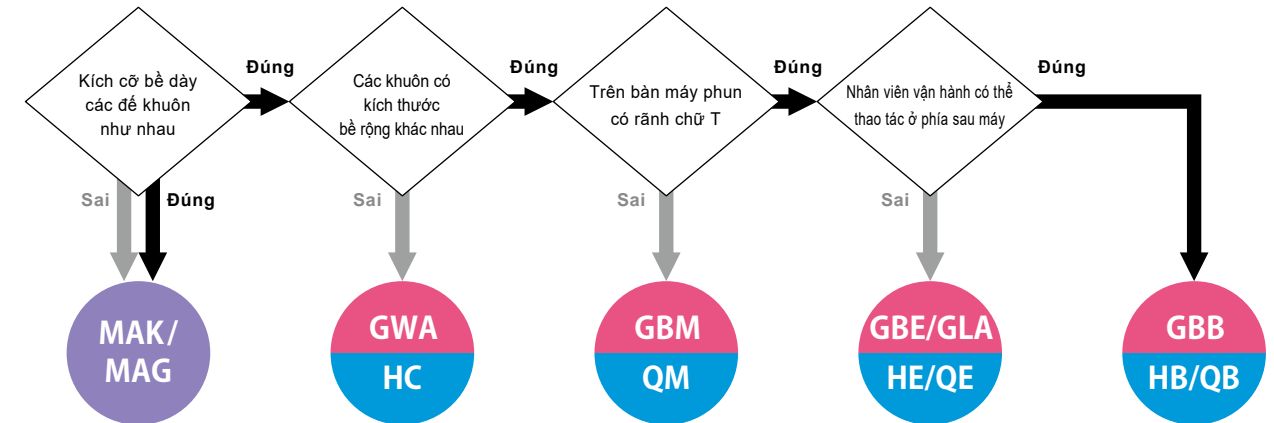 Kích cỡ bề dày
các đế khuôn
như nhau
Đúng
Các khuôn có
kích thước
bề rộng khác nhau
Đúng
Trên bàn máy phun
có rãnh chữ T
Đúng
Nhân viên vận hành có thể
thao tác ở phía sau máy
Đúng
Sai
Đúng
Sai
Sai
Sai
MAK/
MAG
GWA
HC
GBM
QM
GBE/GLA
HE/QE
GBB
HB/QB